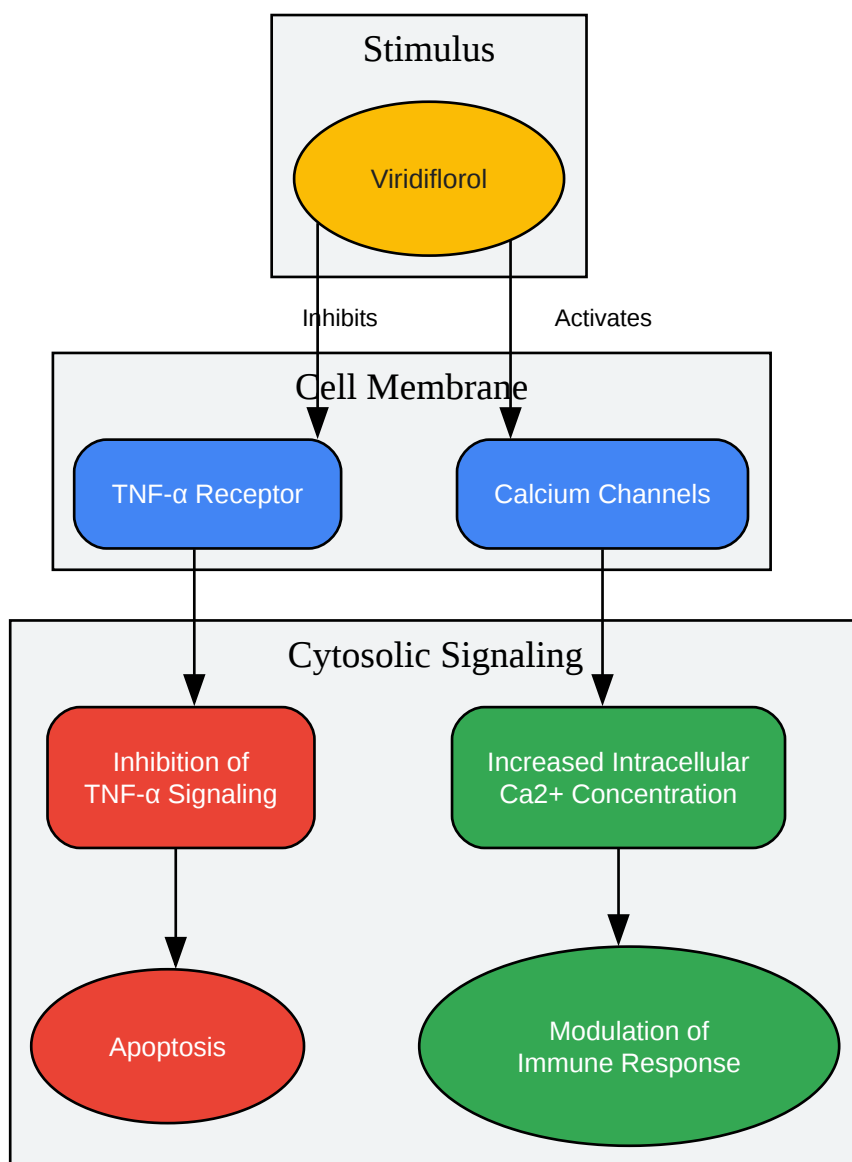 Stimulus
Viridiflorol
Inhibits
Activates
Cell Membrane
TNF-α Receptor
Calcium Channels
Cytosolic Signaling
Inhibition of
TNF-α Signaling
Increased Intracellular
Ca2+ Concentration
Apoptosis
Modulation of
Immune Response